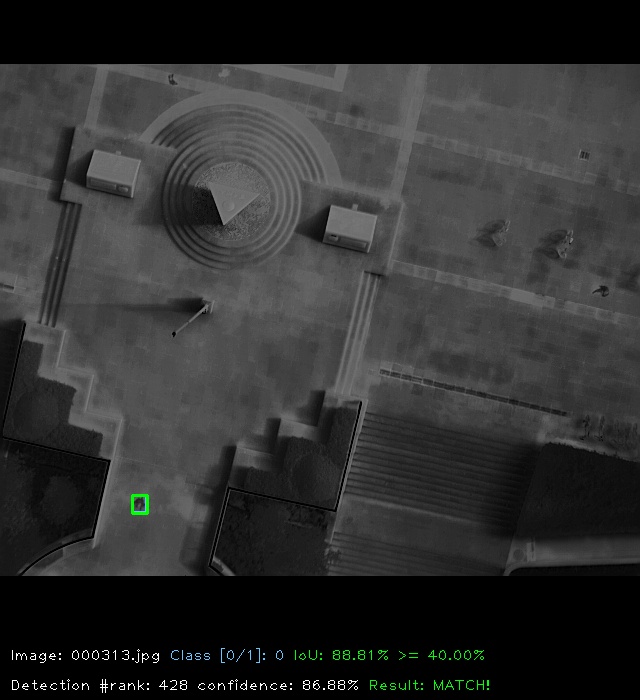 Image: 000313.jpg Class [0/1]: 0 IoU: 88.81% >= 40.00%
Detection #rank: 428 confidence: 86.88% Result: MATCH!